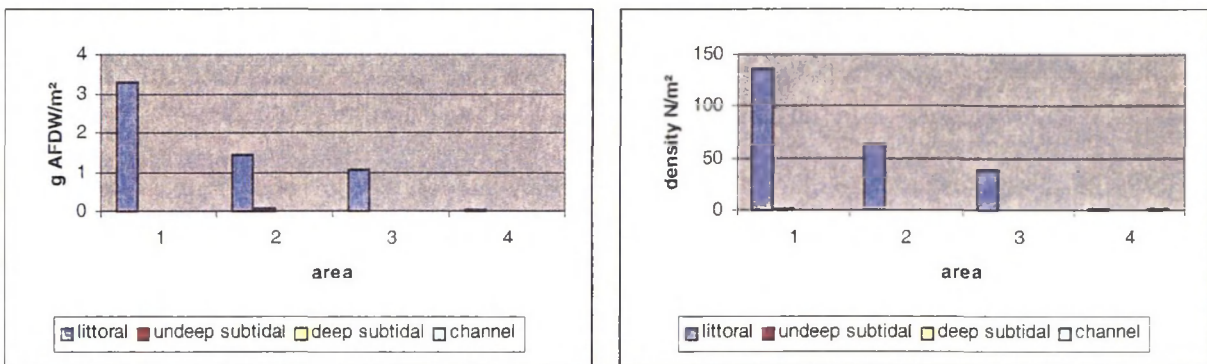 4
3
2
1
0
g AFDW/m²
1 2 3 4
area
littoral undeep subtidal deep subtidal channel
150
100
50
0
density N/m²
1 2 3 4
area
littoral undeep subtidal deep subtidal channel